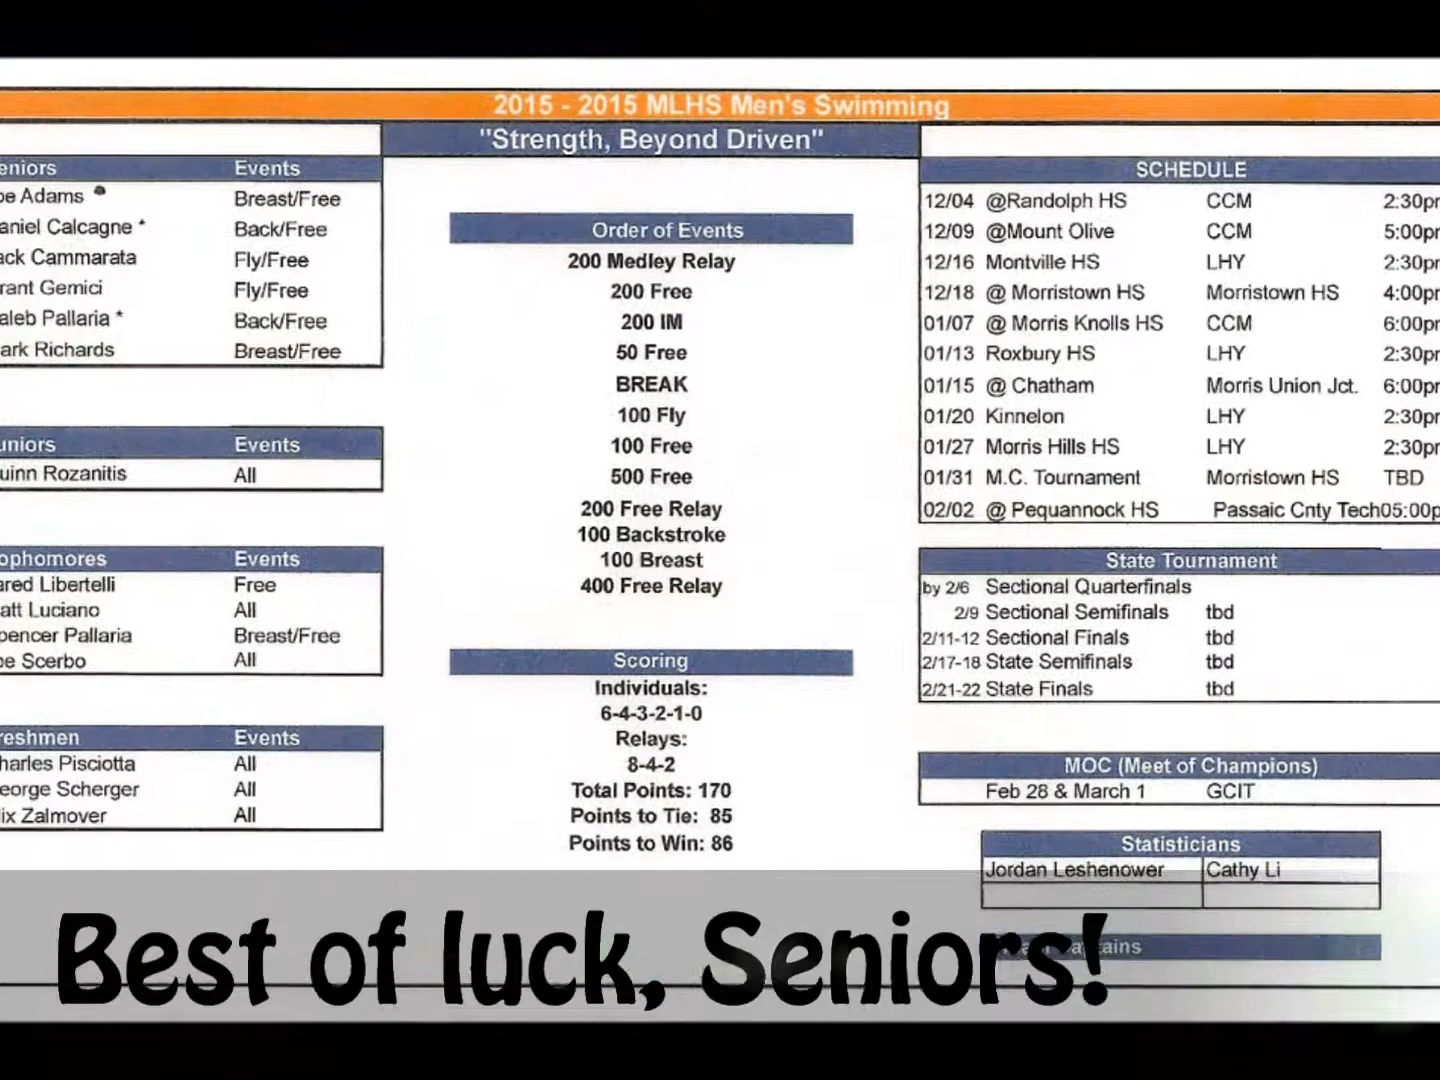 2015 - 2015 MLHS Men's Swimming
"Strength, Beyond Driven"
eniors Events
oe Adams Breast/Free
aniel Calcagne * Back/Free
ack Cammarata Fly/Free
rant Gemici Fly/Free
aleb Pallaria * Back/Free
ark Richards Breast/Free
uniors Events
uinn Rozanitis All
ophomores Events
ared Libertelli Free
att Luciano All
pencer Pallaria Breast/Free
oe Scerbo All
reshmen Events
harles Pisciotta All
eorge Scherger All
lix Zalmover All
Order of Events
200 Medley Relay
200 Free
200 IM
50 Free
BREAK
100 Fly
100 Free
500 Free
200 Free Relay
100 Backstroke
100 Breast
400 Free Relay
Scoring
Individuals:
6-4-3-2-1-0
Relays:
8-4-2
Total Points: 170
Points to Tie: 85
Points to Win: 86
SCHEDULE
12/04 @Randolph HS CCM 2:30pr
12/09 @Mount Olive CCM 5:00pr
12/16 Montville HS LHY 2:30pr
12/18 @ Morristown HS Morristown HS 4:00pr
01/07 @ Morris Knolls HS CCM 6:00pr
01/13 Roxbury HS LHY 2:30pr
01/15 @ Chatham Morris Union Jct. 6:00pr
01/20 Kinnelon LHY 2:30pr
01/27 Morris Hills HS LHY 2:30pr
01/31 M.C. Tournament Morristown HS TBD
02/02 @ Pequannock HS Passaic Cnty Tech05:00p
State Tournament
by 2/6 Sectional Quarterfinals
2/9 Sectional Semifinals tbd
2/11-12 Sectional Finals tbd
2/17-18 State Semifinals tbd
2/21-22 State Finals tbd
MOC (Meet of Champions)
Feb 28 & March 1 GCIT
Statisticians
Jordan Leshenower Cathy Li
Best of luck, Seniors!